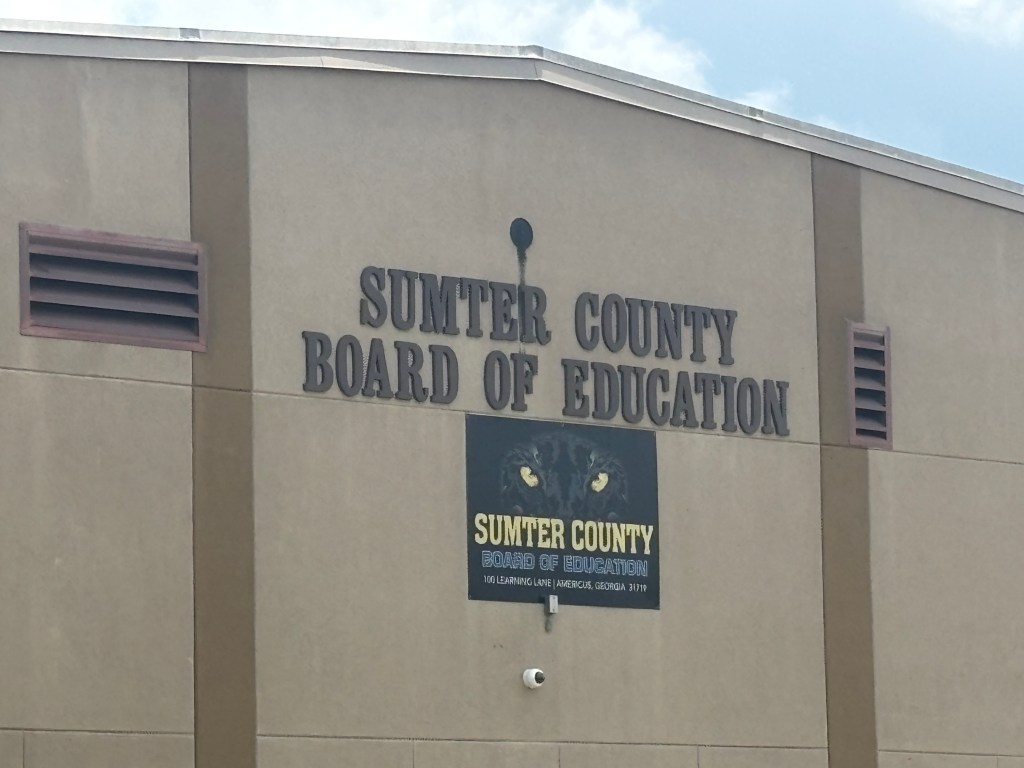 SUMTER COUNTY
BOARD OF EDUCATION
SUMTER COUNTY
BOARD OF EDUCATION
100 LEARNING LANE | AMERICUS, GEORGIA 31719